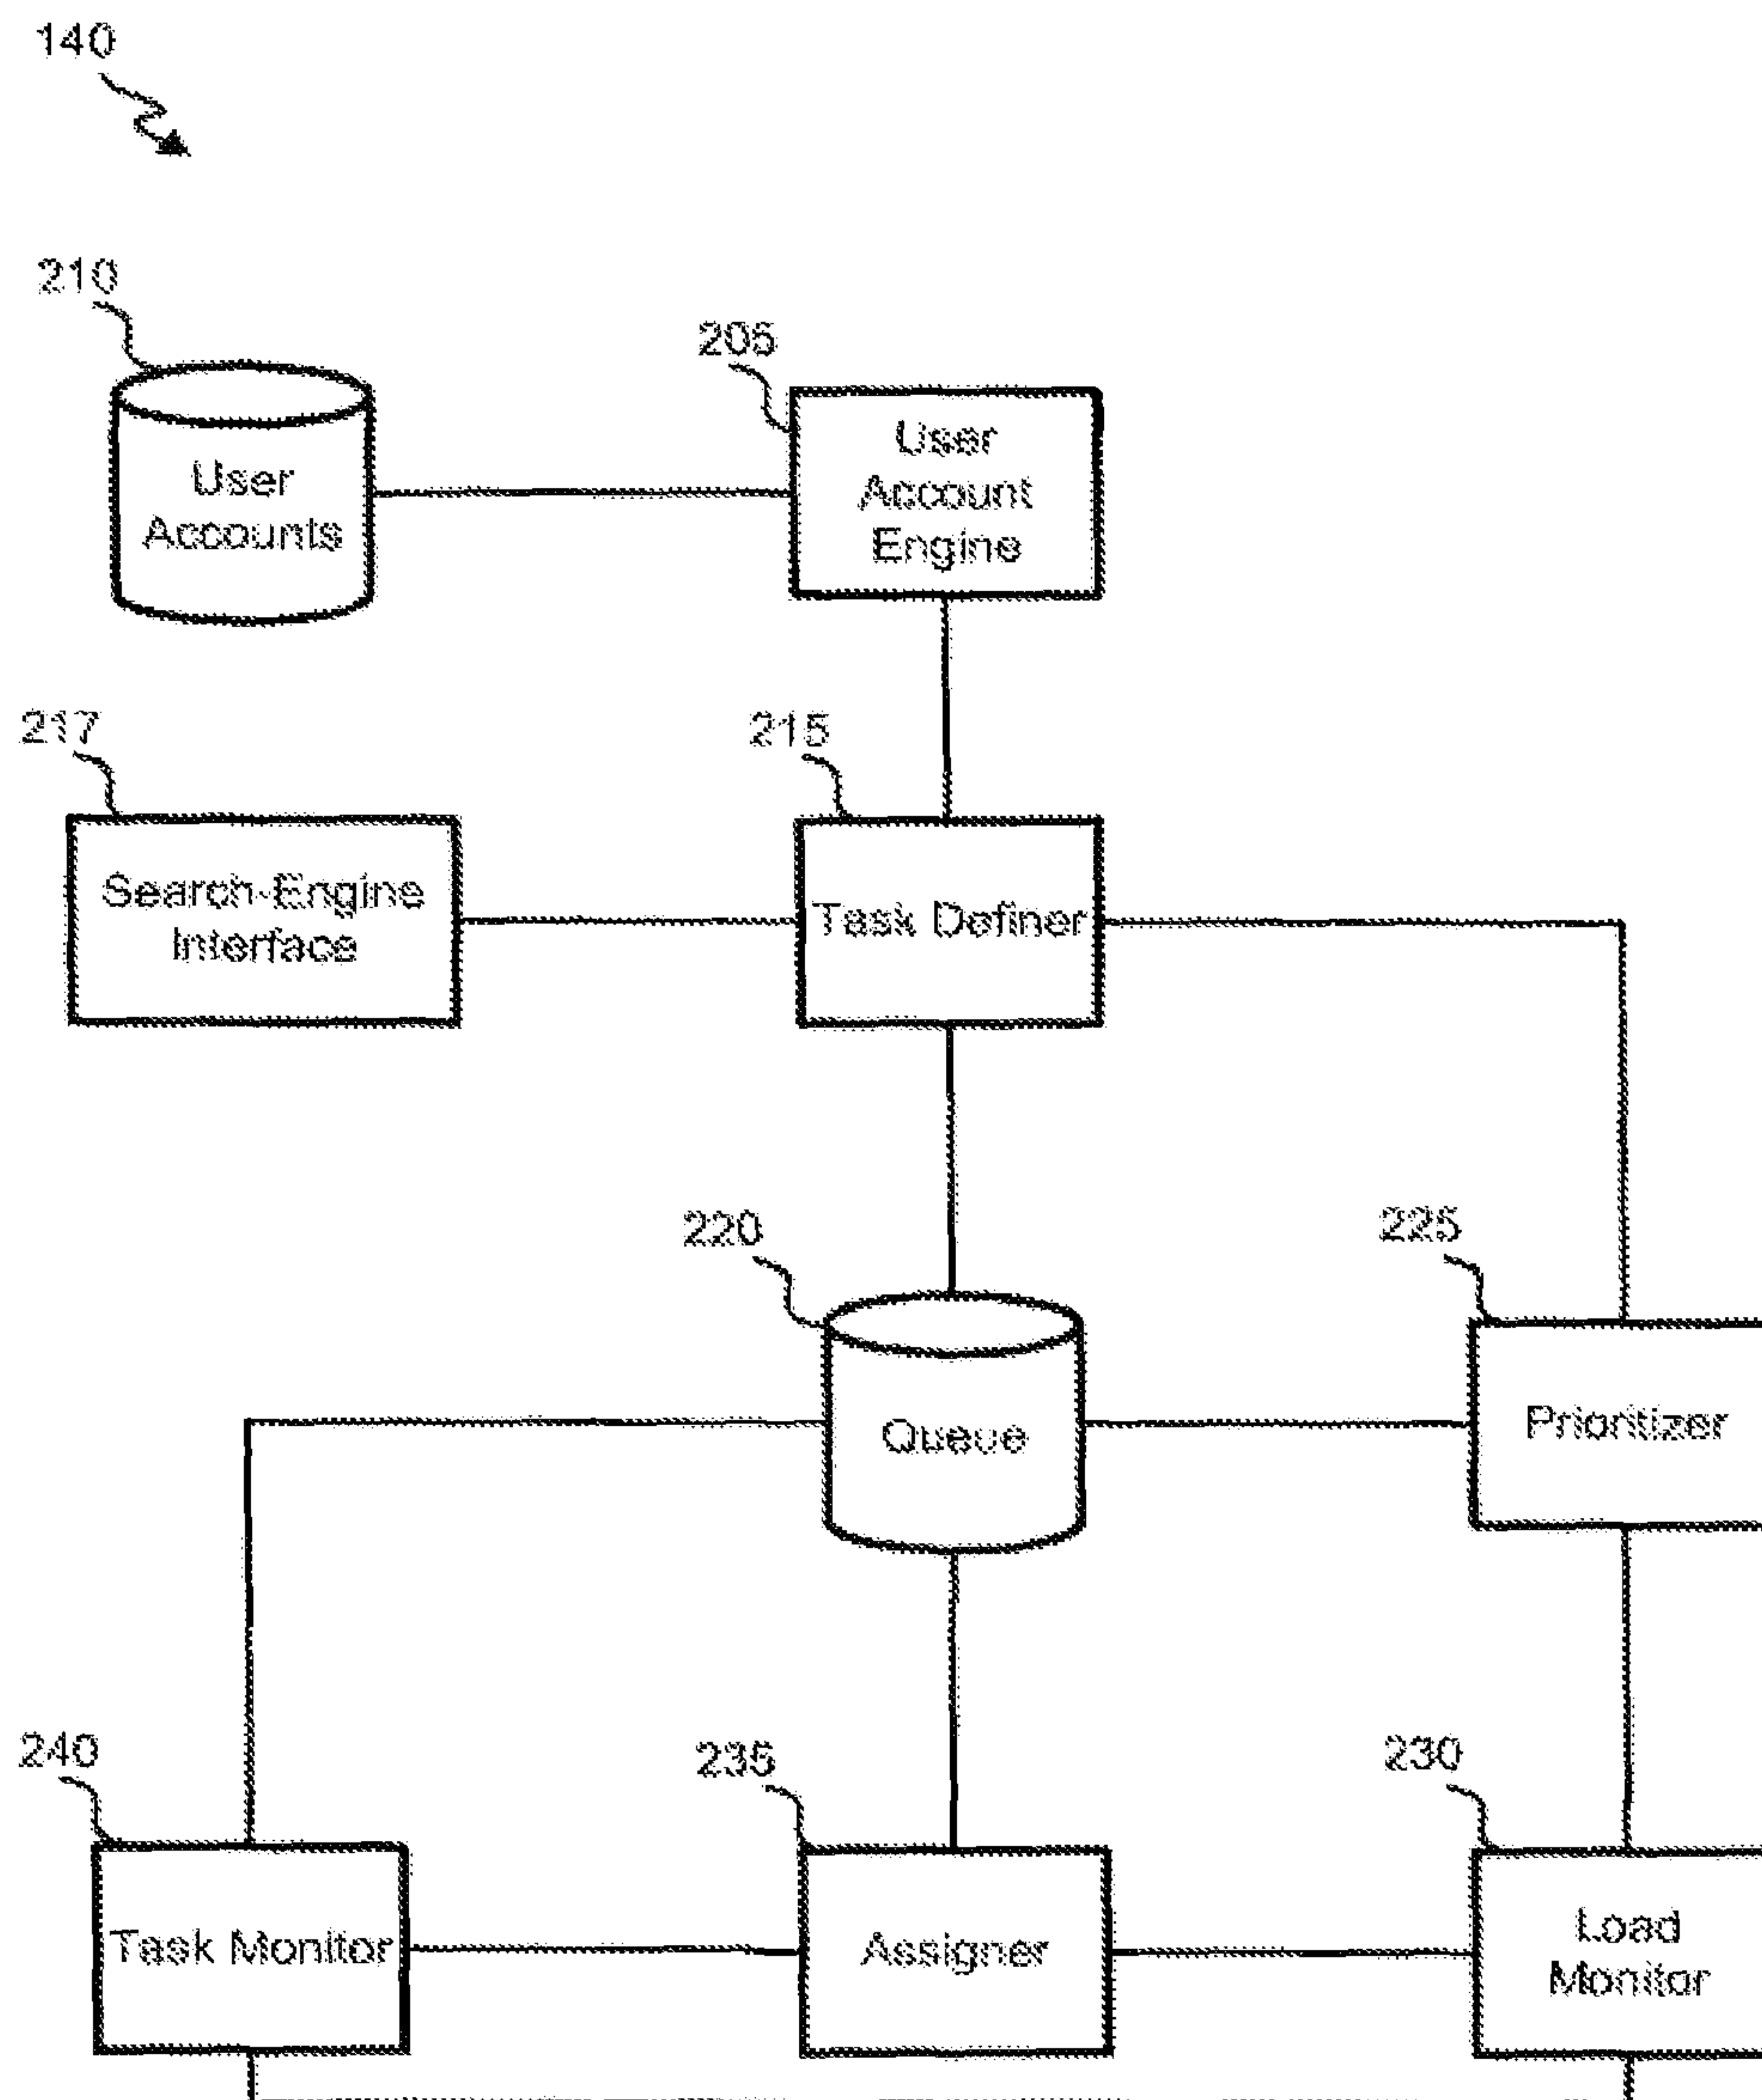 140
210
205
User
Accounts
User
Account
Engine
217
215
Search-Engine
Interface
Task Definer
220
225
Queue
Prioritizer
240
235
230
Task Monitor
Assigner
Load
Monitor